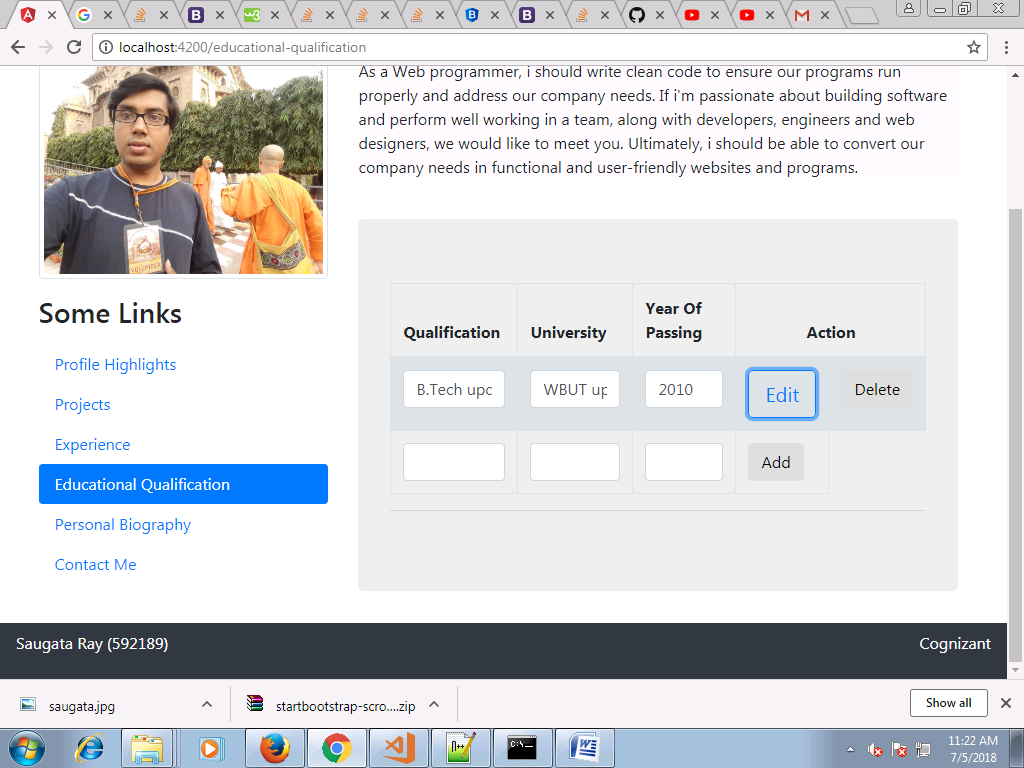 localhost:4200/educational-qualification
As a Web programmer, i should write clean code to ensure our programs run
properly and address our company needs. If i'm passionate about building software
and perform well working in a team, along with developers, engineers and web
designers, we would like to meet you. Ultimately, i should be able to convert our
company needs in functional and user-friendly websites and programs.
VOLUNTEER
Some Links
Profile Highlights
Projects
Experience
Educational Qualification
Personal Biography
Contact Me
Qualification University Year Of Passing Action
B.Tech upc WBUT up 2010 Edit Delete
Add
Saugata Ray (592189) Cognizant
saugata.jpg startbootstrap-scro....zip Show all
11:22 AM
7/5/2018